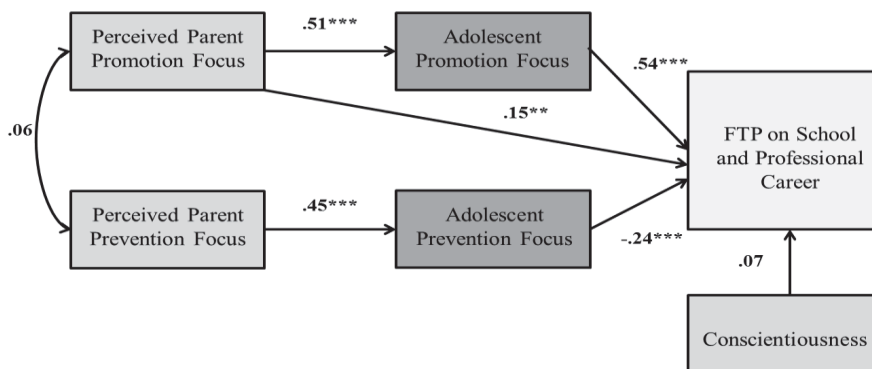 .51***
Perceived Parent
Promotion Focus
Adolescent
Promotion Focus
.54***
.15**
.06
FTP on School
and Professional
Career
.45***
Perceived Parent
Prevention Focus
Adolescent
Prevention Focus
-.24***
.07
Conscientiousness